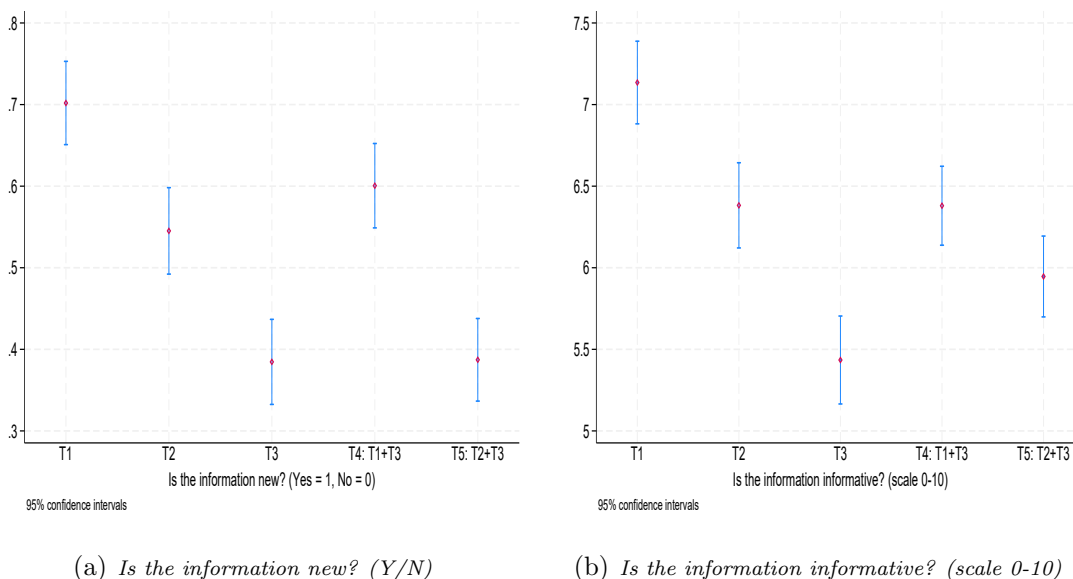 .8
.7
.6
.5
.4
.3
T1 T2 T3 T4: T1+T3 T5: T2+T3
Is the information new? (Yes = 1, No = 0)
95% confidence intervals
(a) Is the information new? (Y/N)
7.5
7
6.5
6
5.5
5
T1 T2 T3 T4: T1+T3 T5: T2+T3
Is the information informative? (scale 0-10)
95% confidence intervals
(b) Is the information informative? (scale 0-10)